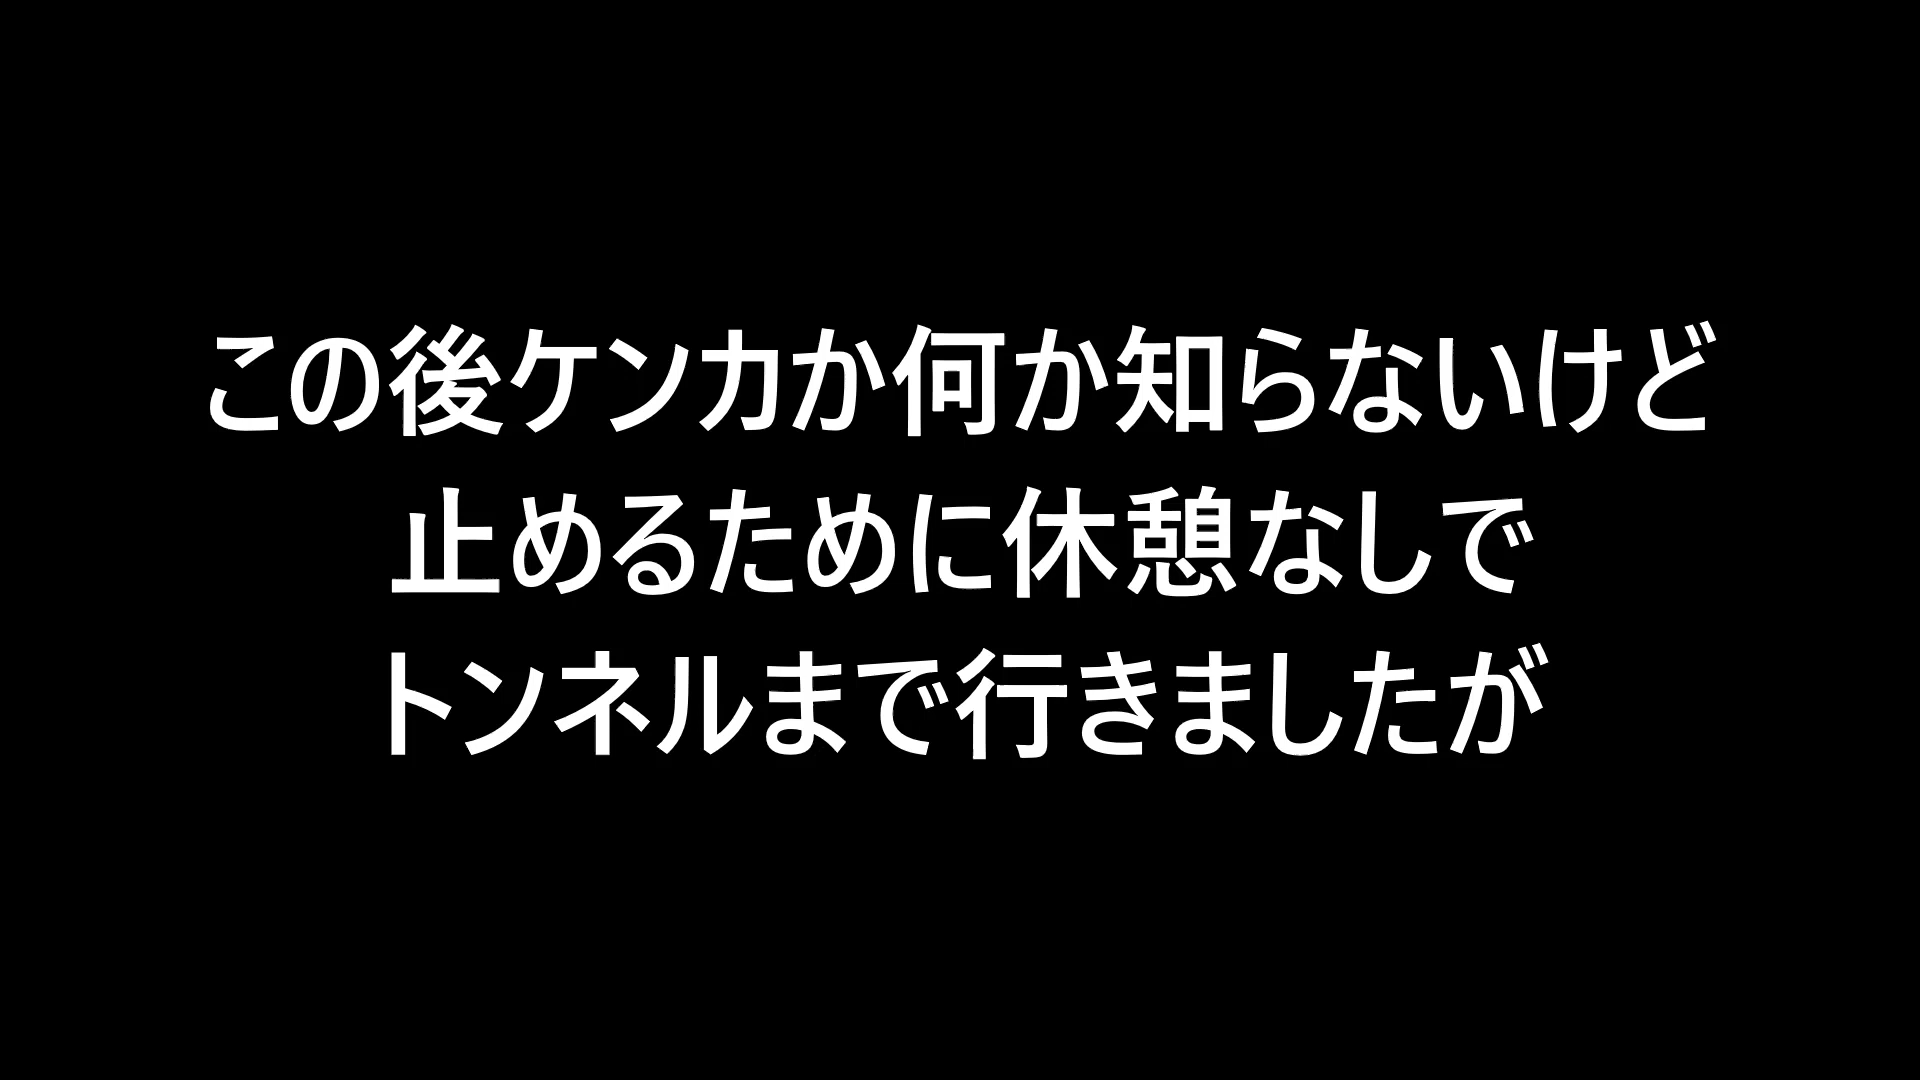 この後ケンカか何か知らないけど
止めるために休憩なしで
トンネルまで行きましたが